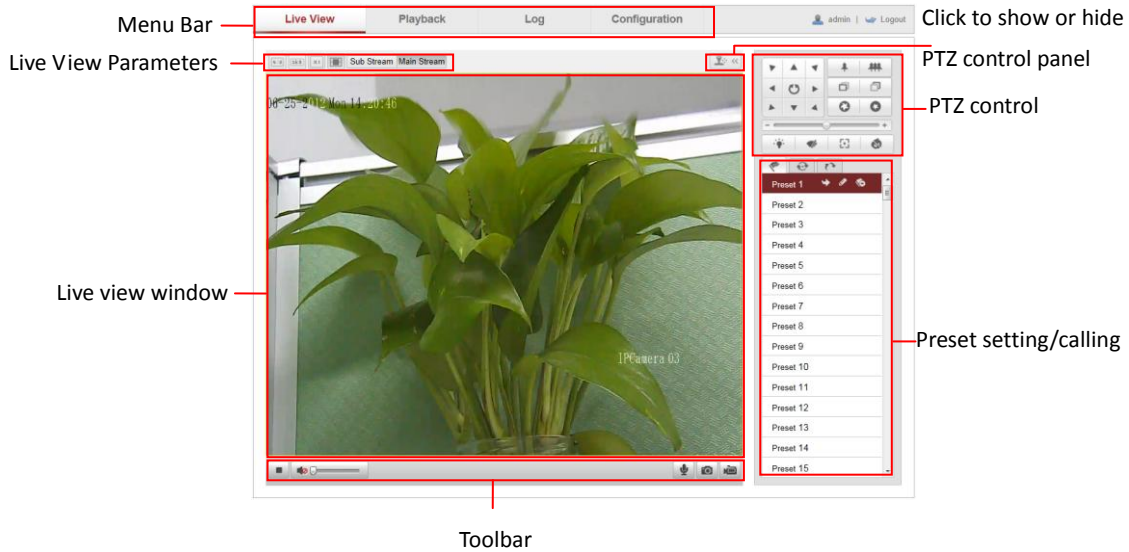 Menu Bar
Live View Playback Log Configuration
admin | Logout
Click to show or hide
PTZ control panel
Live View Parameters
Sub Stream Main Stream
PTZ control
06-25-2012 Mon 14:20:46
Live view window
IPCamera 03
Preset 1
Preset 2
Preset 3
Preset 4
Preset 5
Preset 6
Preset 7
Preset 8
Preset 9
Preset 10
Preset 11
Preset 12
Preset 13
Preset 14
Preset 15
Preset setting/calling
Toolbar